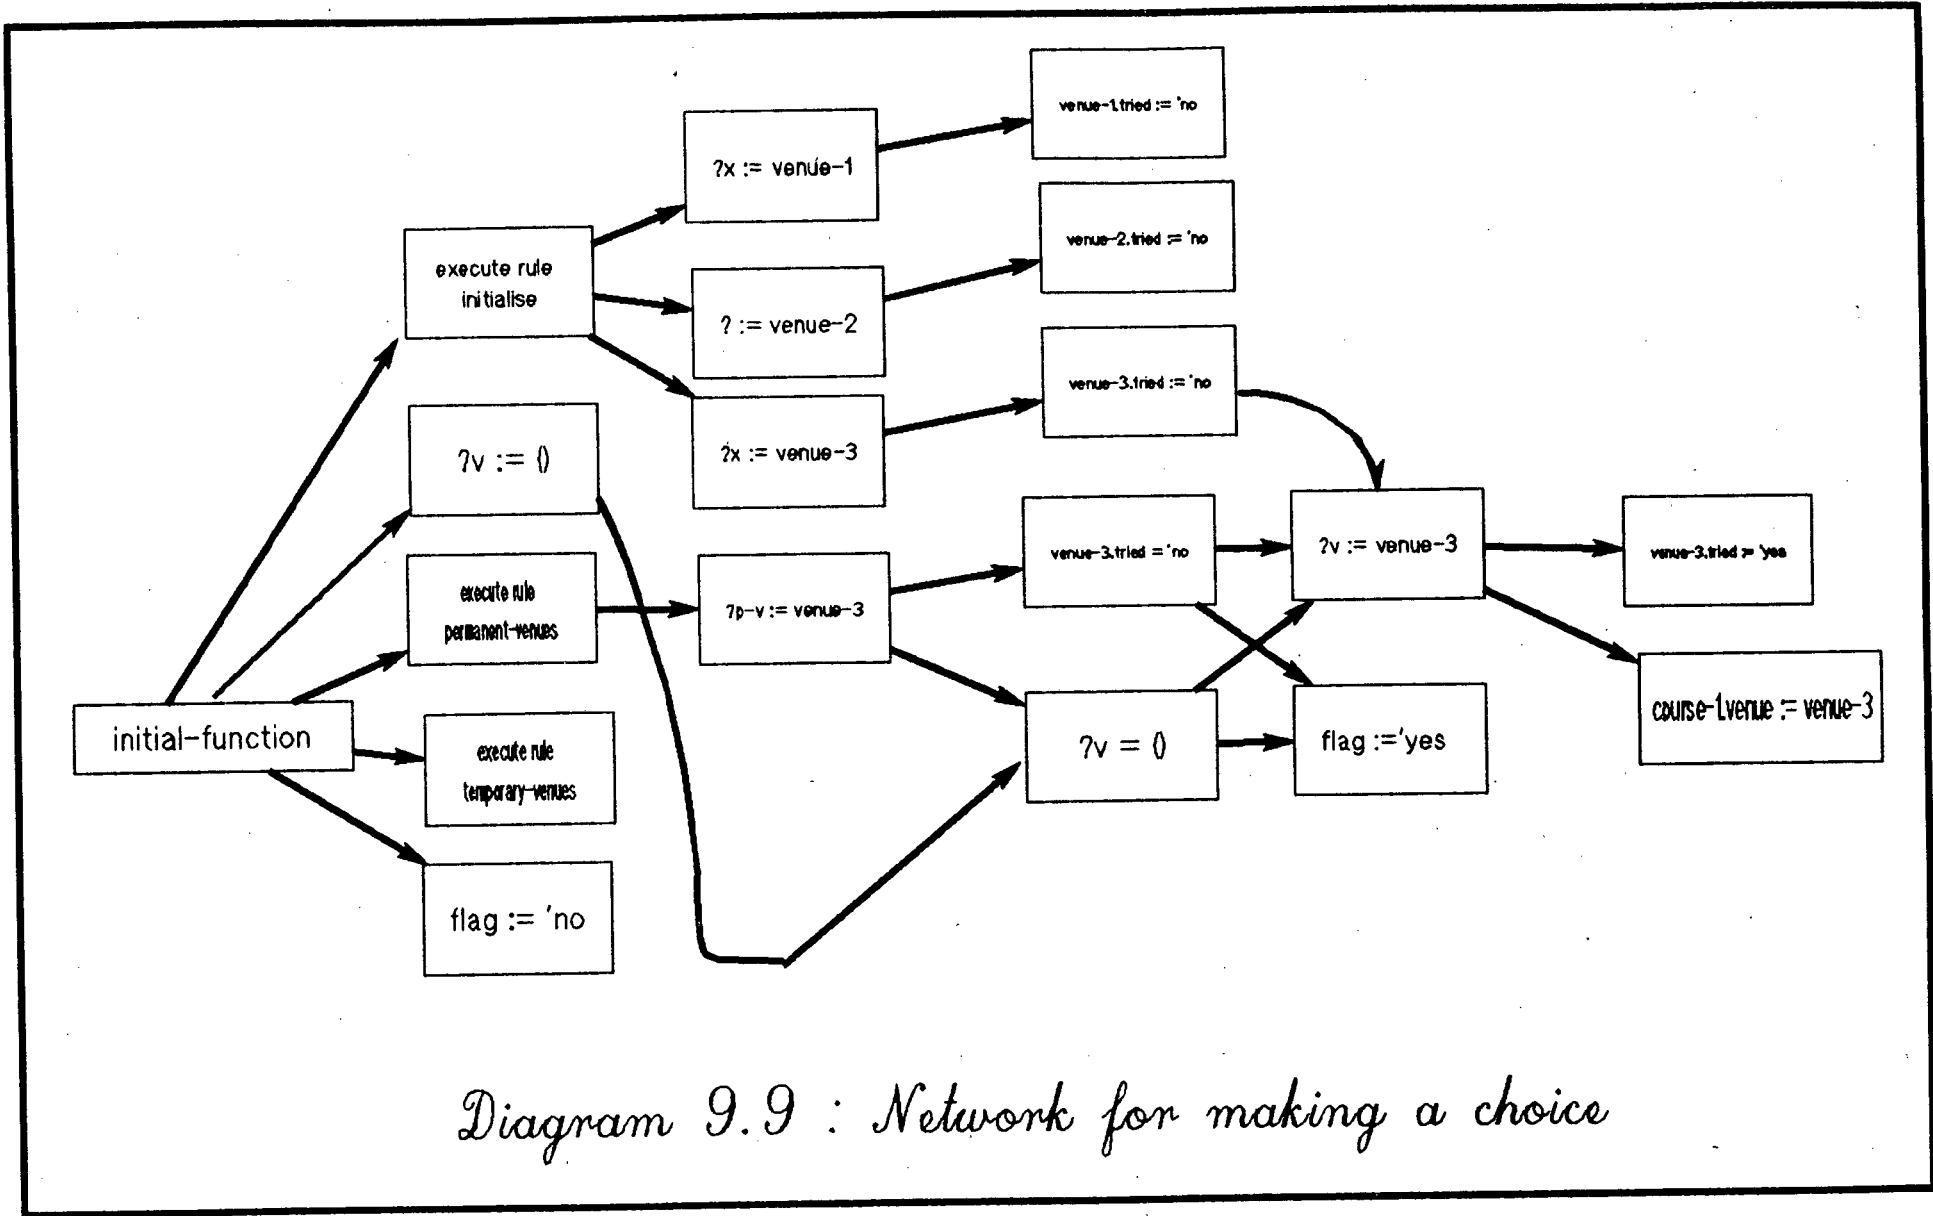 venue-1.tried := 'no
?x := venue-1
venue-2.tried := 'no
execute rule
initialise
? := venue-2
venue-3.tried := 'no
?v := ()
?x := venue-3
venue-3.tried = 'no
?v := venue-3
venue-3.tried := 'yes
execute rule
permanent-venues
?p-v := venue-3
course-1.venue := venue-3
initial-function
execute rule
temporary-venues
?v = ()
flag :='yes
flag := 'no
Diagram 9.9 : Network for making a choice